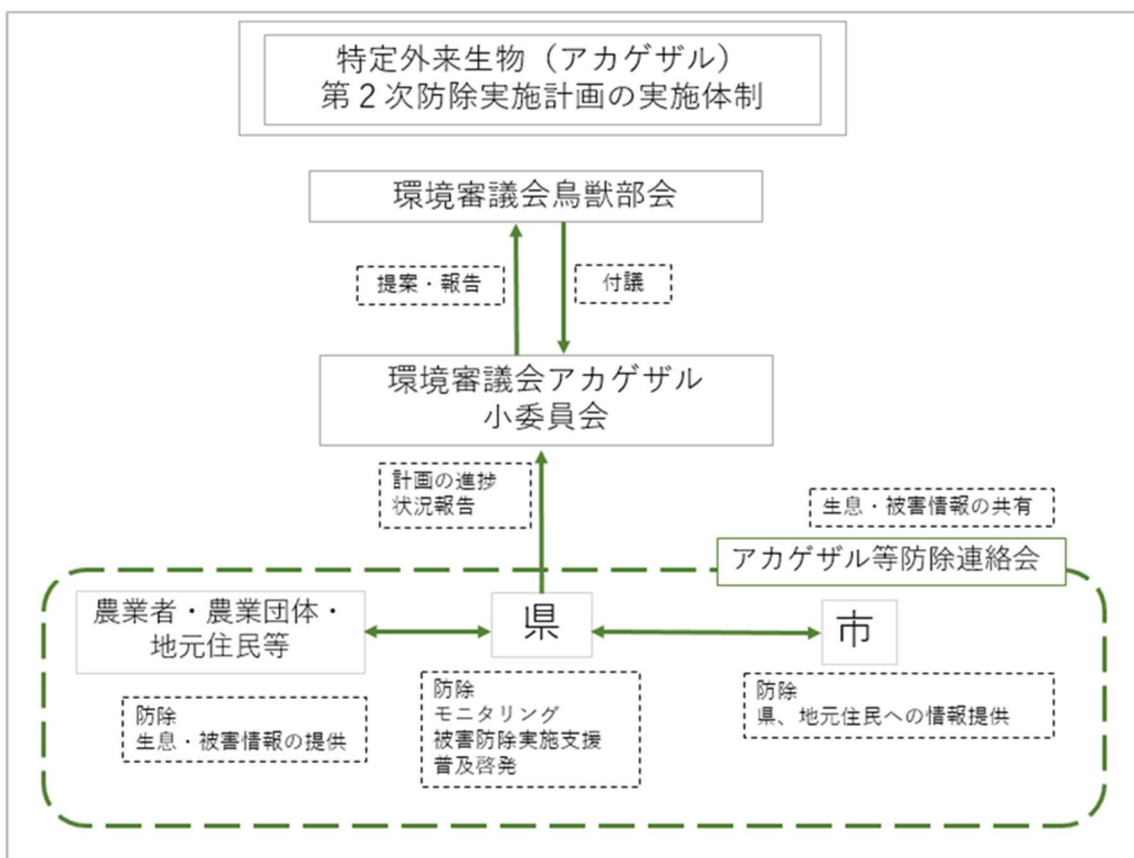 特定外来生物（アカゲザル）
第２次防除実施計画の実施体制
環境審議会鳥獣部会
提案・報告
付議
環境審議会アカゲザル
小委員会
計画の進捗
状況報告
生息・被害情報の共有
アカゲザル等防除連絡会
農業者・農業団体・
地元住民等
県
市
防除
生息・被害情報の提供
防除
モニタリング
被害防除実施支援
普及啓発
防除
県、地元住民への情報提供